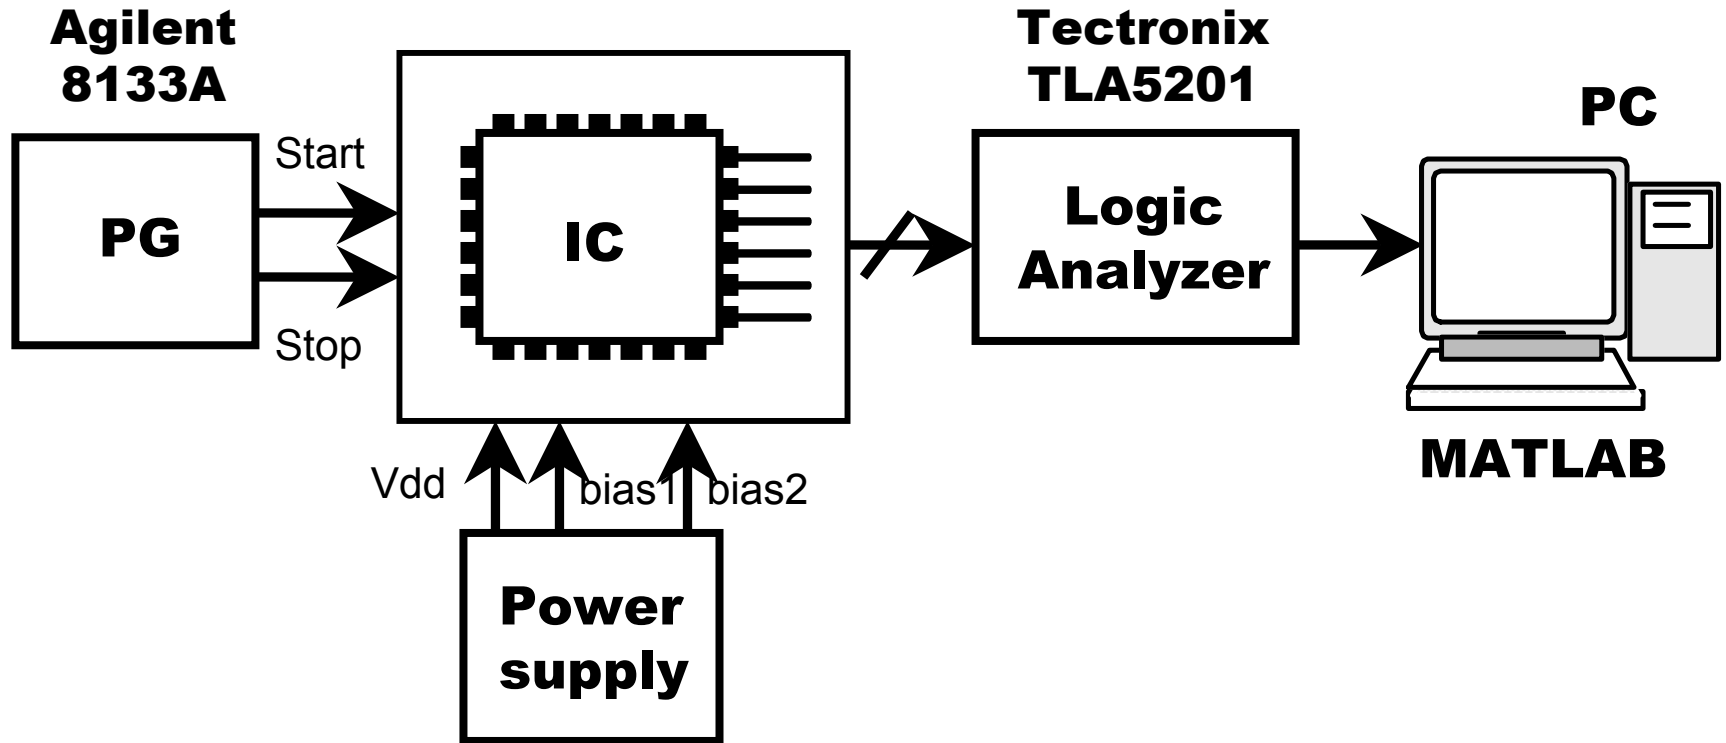 Agilent
8133A
PG
Start
Stop
IC
Tectronix
TLA5201
Logic
Analyzer
PC
MATLAB
Vdd
bias1
bias2
Power
supply